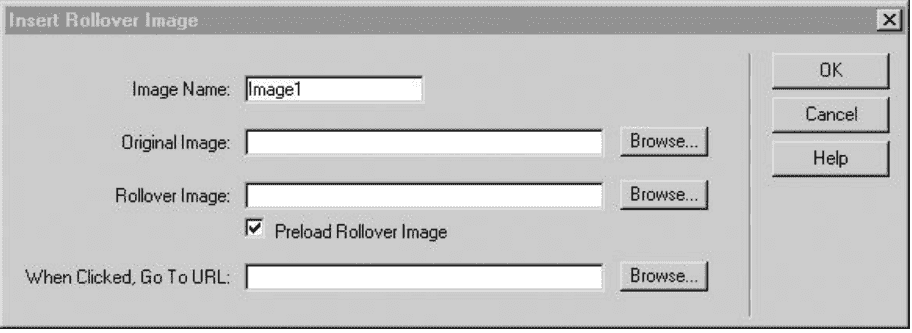 Insert Rollover Image
Image Name: Image1
OK
Cancel
Original Image: Browse...
Help
Rollover Image: Browse...
Preload Rollover Image
When Clicked, Go To URL: Browse...